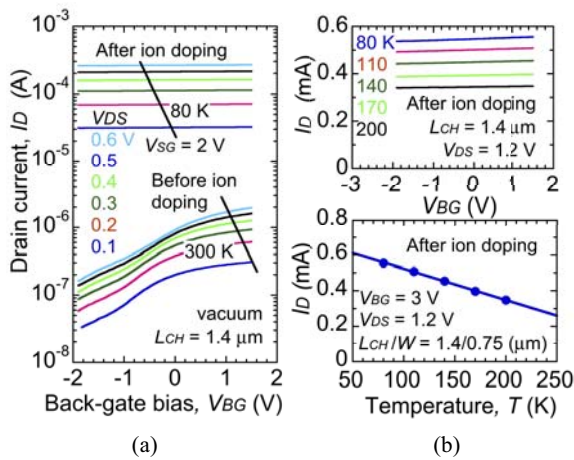 (a)
After ion doping
10⁻³
10⁻⁴
10⁻⁵
10⁻⁶
10⁻⁷
10⁻⁸
Drain current, ID (A)
80 K
VDS
VSG = 2 V
0.6 V
0.5
0.4
0.3
0.2
0.1
Before ion
doping
300 K
vacuum
LCH = 1.4 μm
-2 -1 0 1 2
Back-gate bias, VBG (V)
(a)
(b)
0.6
0.4
0.2
0
ID (mA)
80 K
110
140
170
200
After ion doping
LCH = 1.4 μm
VDS = 1.2 V
-3 -2 -1 0 1 2
VBG (V)
0.8
0.6
0.4
0.2
0
ID (mA)
After ion doping
VBG = 3 V
VDS = 1.2 V
LCH/W = 1.4/0.75 (μm)
50 100 150 200 250
Temperature, T (K)
(b)